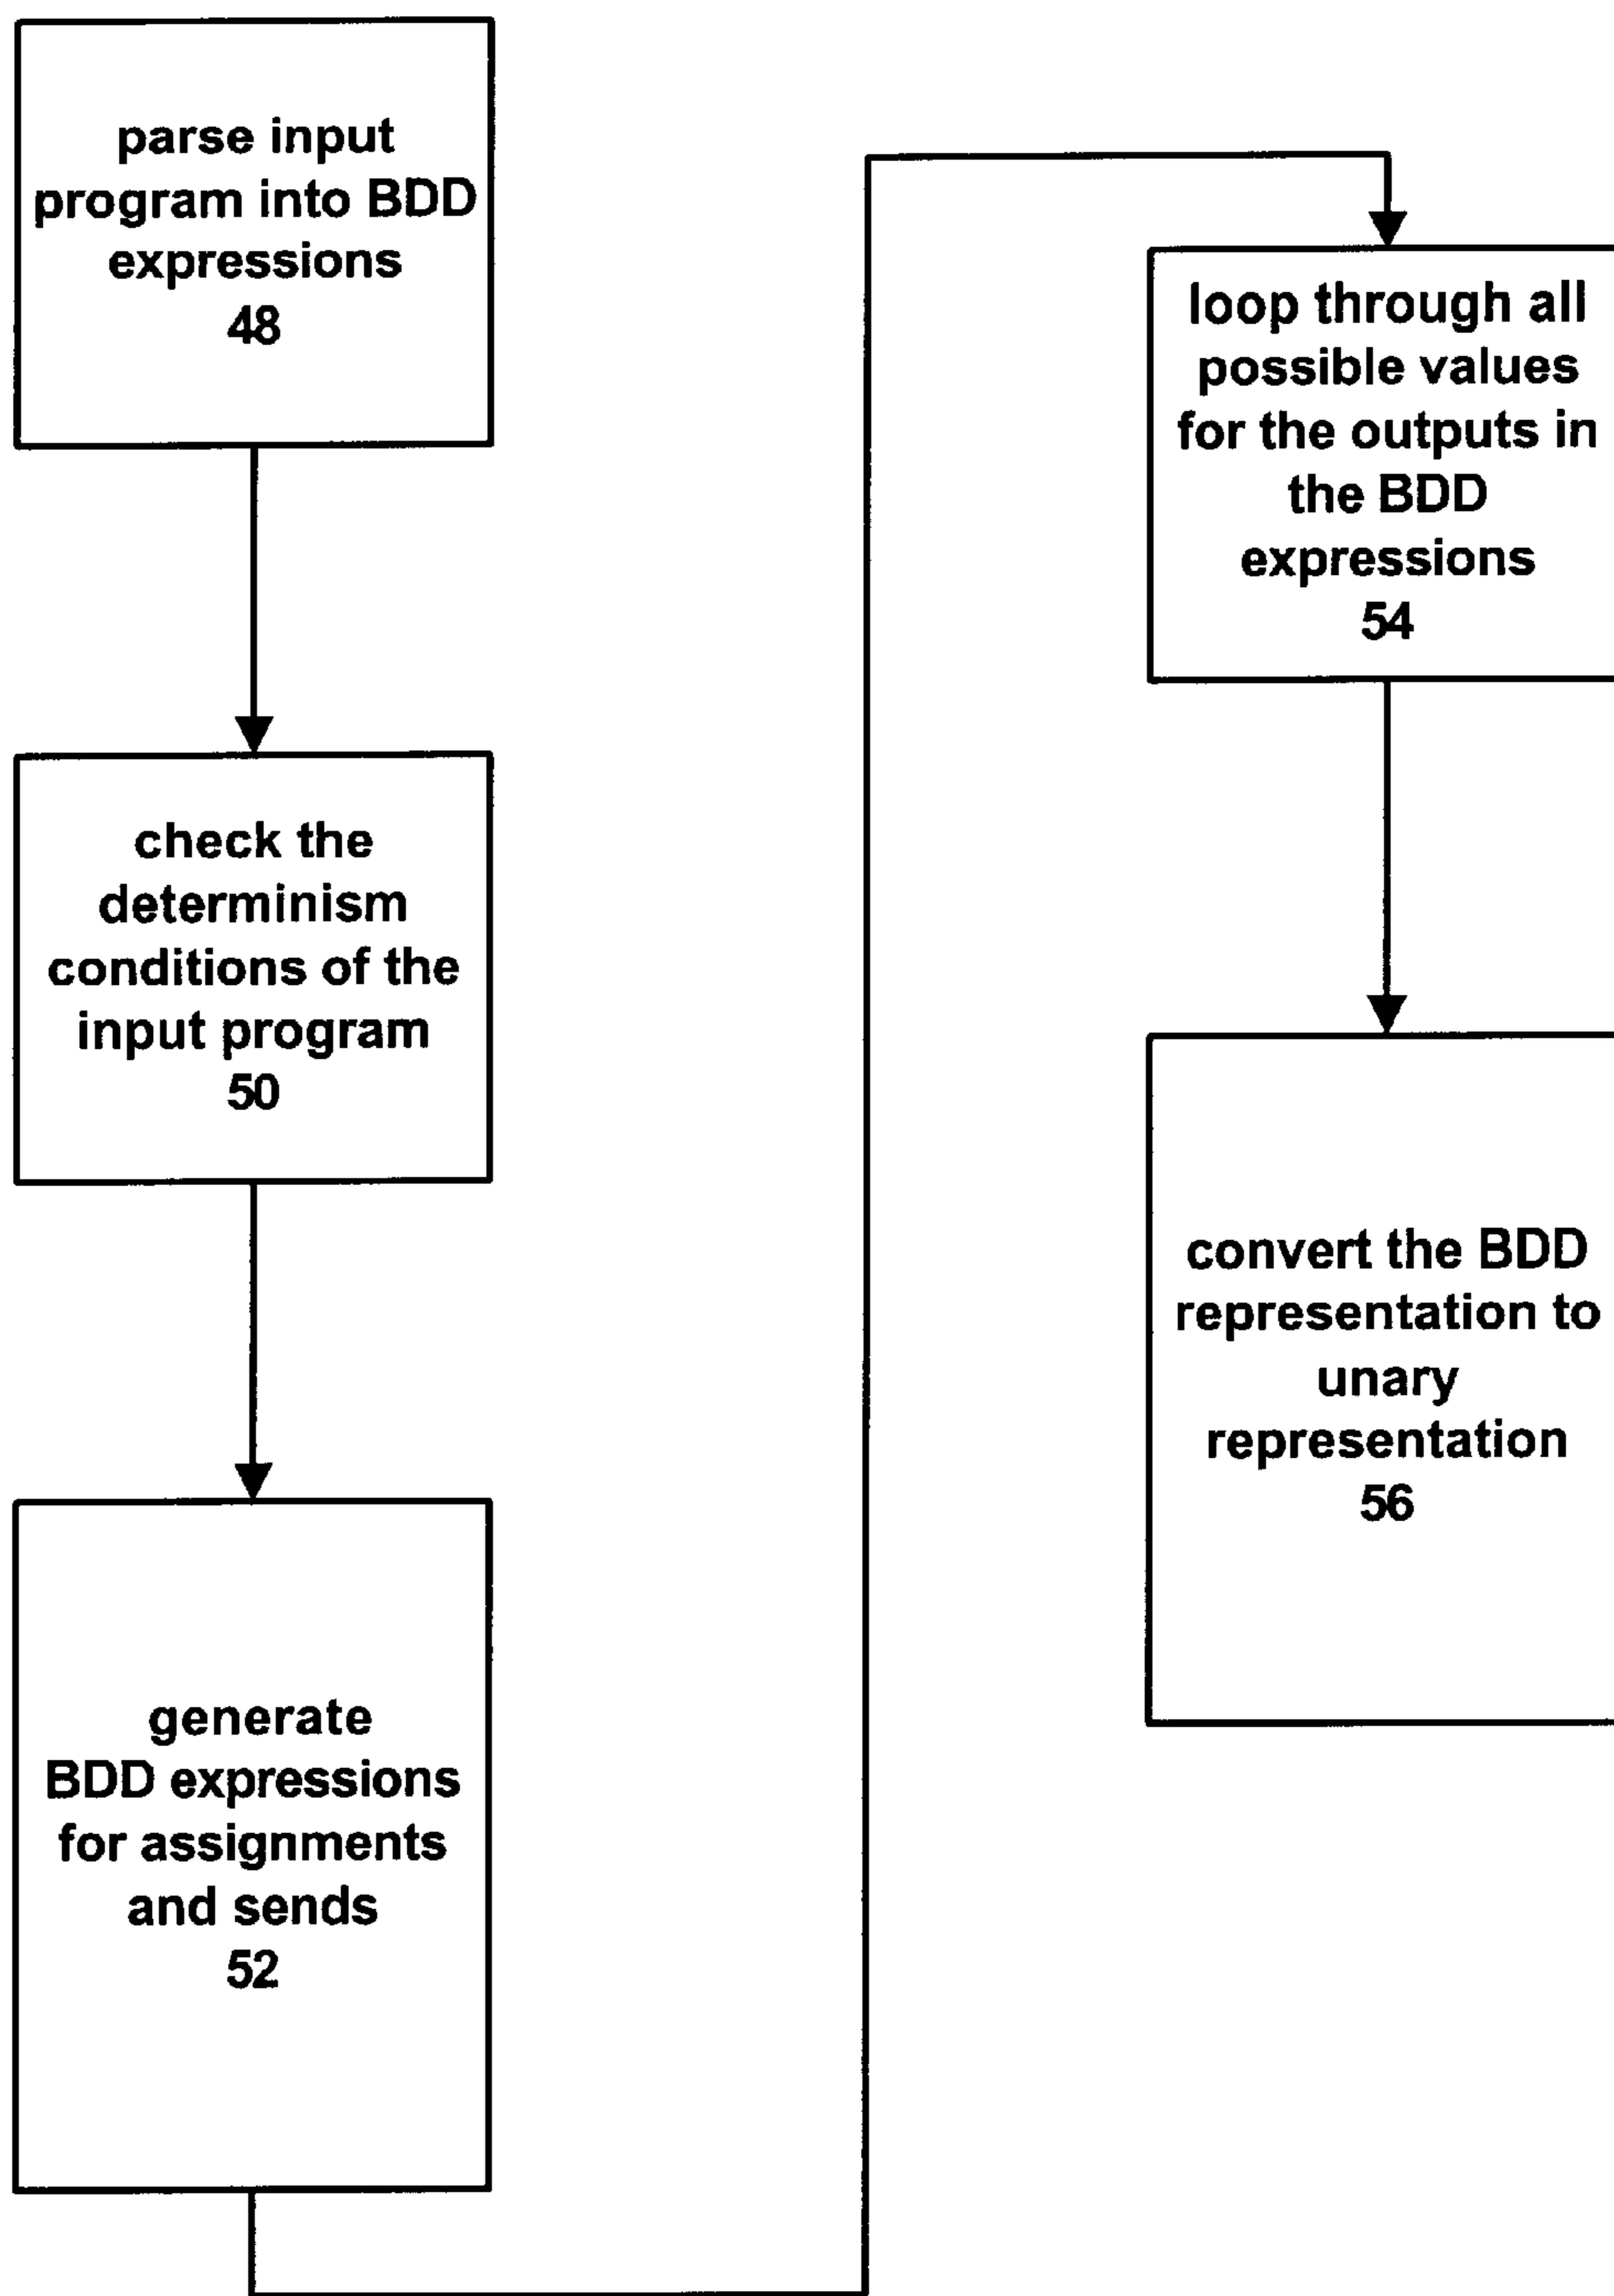 parse input
program into BDD
expressions
48
check the
determinism
conditions of the
input program
50
generate
BDD expressions
for assignments
and sends
52
loop through all
possible values
for the outputs in
the BDD
expressions
54
convert the BDD
representation to
unary
representation
56